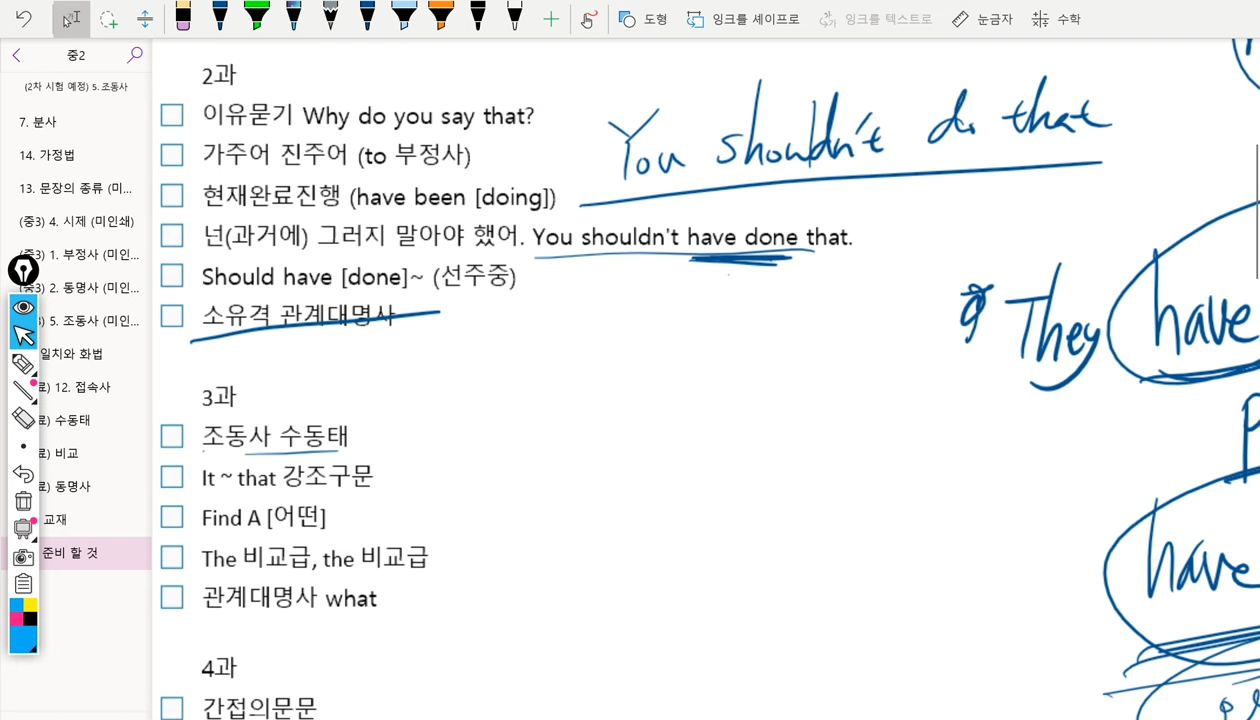 도형
잉크를 셰이프로
잉크를 텍스트로
눈금자
수학
중2
(2차 시험 예정) 5. 조동사
7. 분사
14. 가정법
13. 문장의 종류 (미...
(중3) 4. 시제 (미인쇄)
3) 1. 부정사 (미인...
3) 2. 동명사 (미인...
3) 5. 조동사 (미인...
일치와 화법
료) 12. 접속사
료) 수동태
료) 비교
료) 동명사
교재
준비 할 것
2과
이유묻기 Why do you say that?
가주어 진주어 (to 부정사)
현재완료진행 (have been [doing])
넌(과거에) 그러지 말아야 했어. You shouldn't have done that.
Should have [done]~ (선주중)
소유격 관계대명사
3과
조동사 수동태
It ~ that 강조구문
Find A [어떤]
The 비교급, the 비교급
관계대명사 what
4과
간접의문문
You shouldn't do that
They have
have